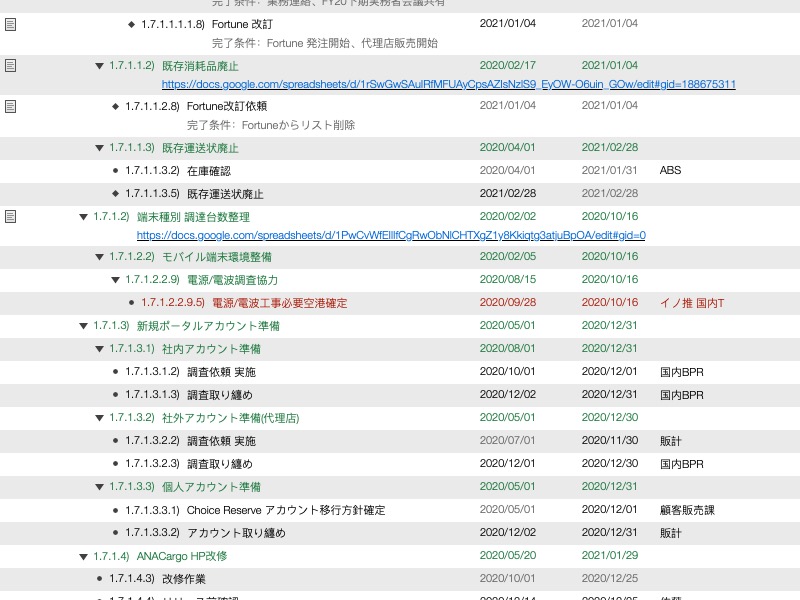 完了条件：業務連絡、FY20下期実務者会議共有
1.7.1.1.1.8) Fortune 改訂 2021/01/04 2021/01/04
完了条件：Fortune 発注開始、代理店販売開始
1.7.1.1.2) 既存消耗品廃止 2020/02/17 2021/01/04
1.7.1.1.2.8) Fortune改訂依頼 2021/01/04 2021/01/04
完了条件：Fortuneからリスト削除
1.7.1.1.3) 既存運送状廃止 2020/04/01 2021/02/28
1.7.1.1.3.2) 在庫確認 2020/04/01 2021/01/31 ABS
1.7.1.1.3.5) 既存運送状廃止 2021/02/28 2021/02/28
1.7.1.2) 端末種別 調達台数整理 2020/02/02 2020/10/16
1.7.1.2.2) モバイル端末環境整備 2020/02/05 2020/10/16
1.7.1.2.2.9) 電源/電波調査協力 2020/08/15 2020/10/16
1.7.1.2.2.9.5) 電源/電波工事必要空港確定 2020/09/28 2020/10/16 イノ推 国内T
1.7.1.3) 新規ポータルアカウント準備 2020/05/01 2020/12/31
1.7.1.3.1) 社内アカウント準備 2020/08/01 2020/12/31
1.7.1.3.1.2) 調査依頼 実施 2020/10/01 2020/12/01 国内BPR
1.7.1.3.1.3) 調査取り纏め 2020/12/02 2020/12/31 国内BPR
1.7.1.3.2) 社外アカウント準備(代理店) 2020/05/01 2020/12/30
1.7.1.3.2.2) 調査依頼 実施 2020/07/01 2020/11/30 販計
1.7.1.3.2.3) 調査取り纏め 2020/12/01 2020/12/30 国内BPR
1.7.1.3.3) 個人アカウント準備 2020/05/01 2020/12/31
1.7.1.3.3.1) Choice Reserve アカウント移行方針確定 2020/05/01 2020/12/01 顧客販売課
1.7.1.3.3.2) アカウント取り纏め 2020/12/02 2020/12/31 販計
1.7.1.4) ANACargo HP改修 2020/05/20 2021/01/29
1.7.1.4.3) 改修作業 2020/10/01 2020/12/25